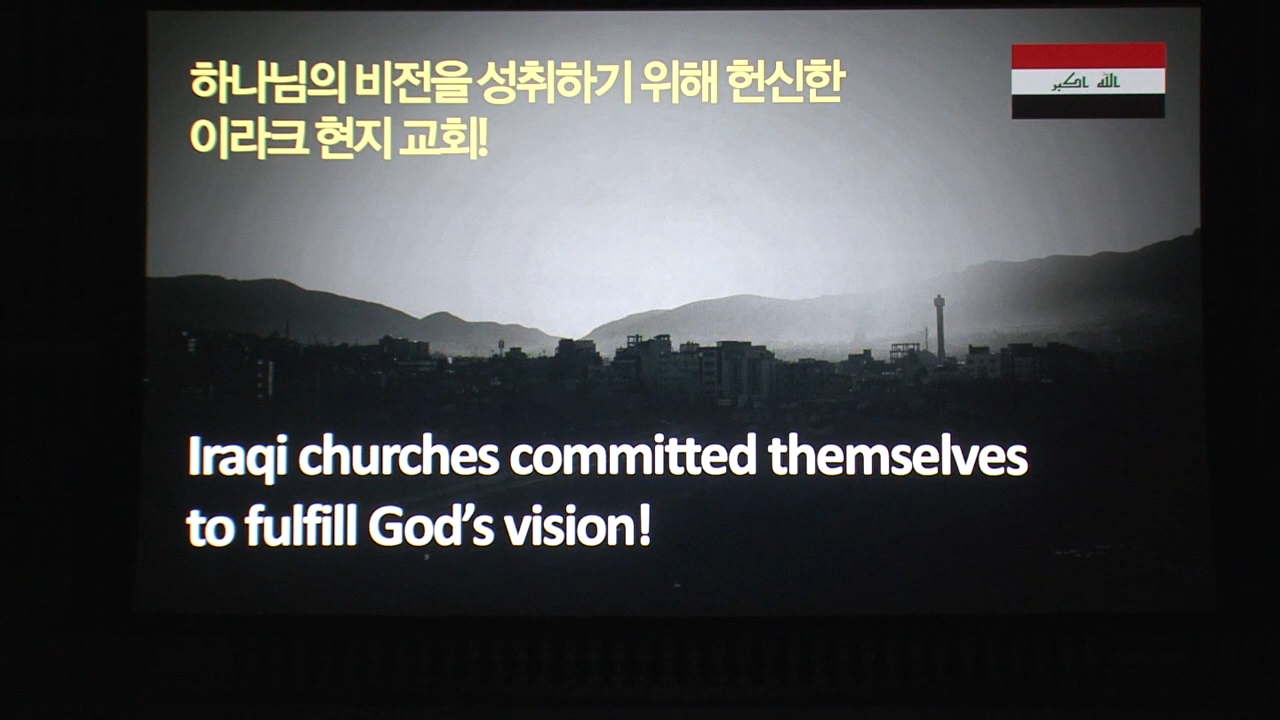 하나님의 비전을 성취하기 위해 헌신한
이라크 현지 교회!
الله اكبر
Iraqi churches committed themselves
to fulfill God's vision!